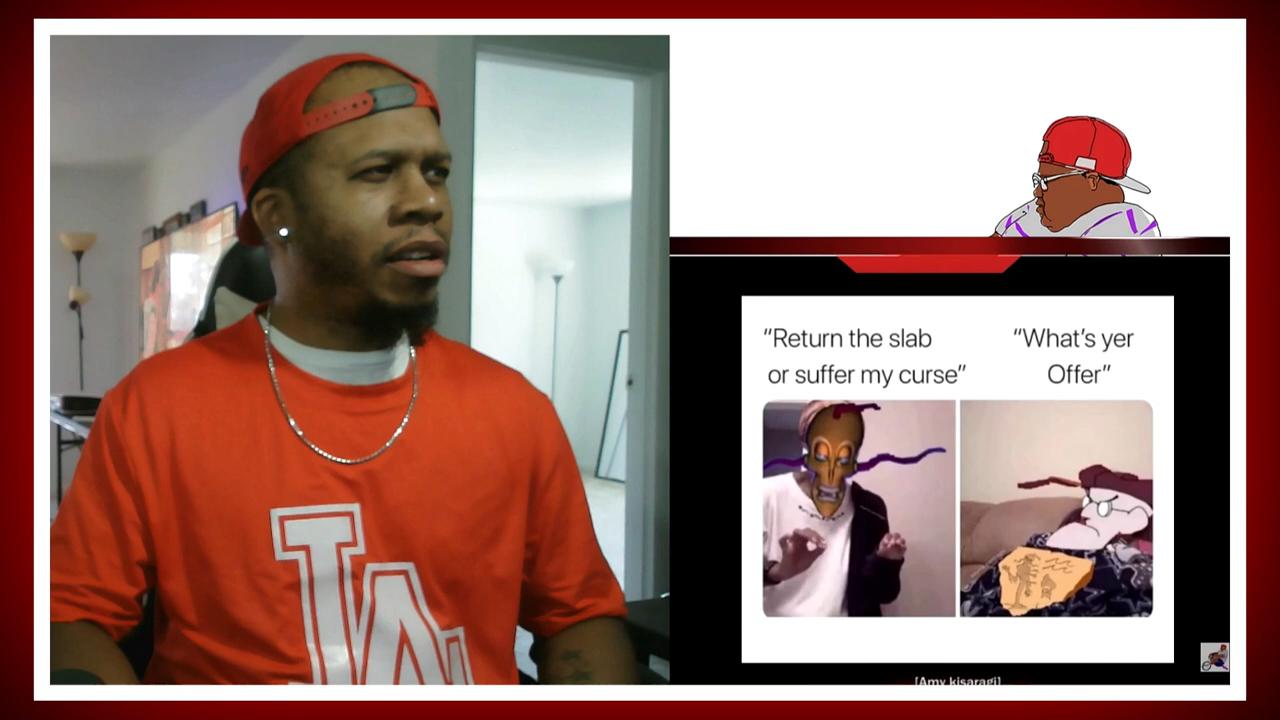 LA
"Return the slab
or suffer my curse"
"What's yer
Offer"
[Amy kisaragi]